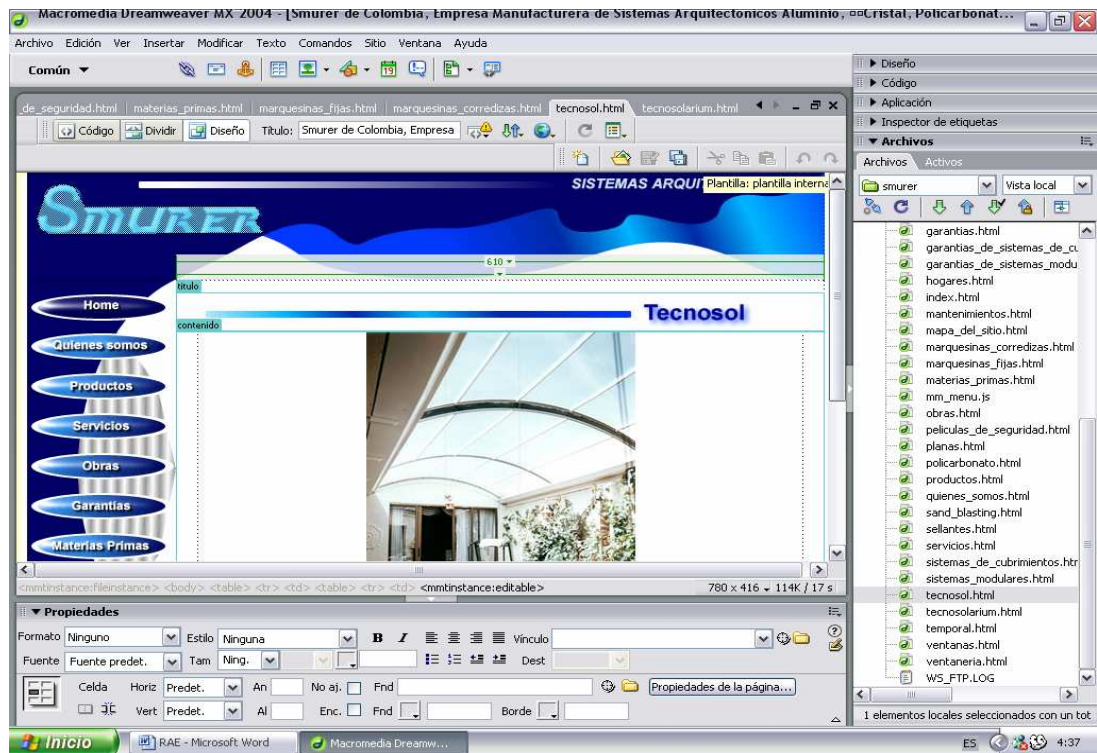 Macromedia Dreamweaver MX 2004 - [Smurer de Colombia, Empresa Manufacturera de Sistemas Arquitectonicos Aluminio, ▫▫Cristal, Policarbonat...
Archivo Edición Ver Insertar Modificar Texto Comandos Sitio Ventana Ayuda
Común
_de_seguridad.html materias_primas.html marquesinas_fijas.html marquesinas_corredizas.html tecnosol.html tecnosolarium.html
Código Dividir Diseño Título: Smurer de Colombia, Empresa
SISTEMAS ARQUI Plantilla: plantilla interna
SMURER
610
titulo
Tecnosol
contenido
Home
Quienes somos
Productos
Servicios
Obras
Garantías
Materias Primas
<mmtinstance:fileinstance> <body> <table> <tr> <td> <table> <tr> <td> <mmtinstance:editable>
780 x 416 114K / 17 s
Propiedades
Formato Ninguno Estilo Ninguna B I Vínculo
Fuente Fuente predet. Tam Ning. Dest
Celda Horiz Predet. An No aj. Fnd Propiedades de la página...
Vert Predet. Al Enc. Fnd Borde
Diseño
Código
Aplicación
Inspector de etiquetas
Archivos
Archivos Activos
smurer Vista local
garantias.html
garantias_de_sistemas_de_cu
garantias_de_sistemas_modu
hogares.html
index.html
mantenimientos.html
mapa_del_sitio.html
marquesinas_corredizas.html
marquesinas_fijas.html
materias_primas.html
mm_menu.js
obras.html
peliculas_de_seguridad.html
planas.html
policarbonato.html
productos.html
quienes_somos.html
sand_blasting.html
sellantes.html
servicios.html
sistemas_de_cubrimientos.htr
sistemas_modulares.html
tecnosol.html
tecnosolarium.html
temporal.html
ventanas.html
ventaneria.html
WS_FTP.LOG
1 elementos locales seleccionados con un tot
Inicio RAE - Microsoft Word Macromedia Dreamw... ES 4:37